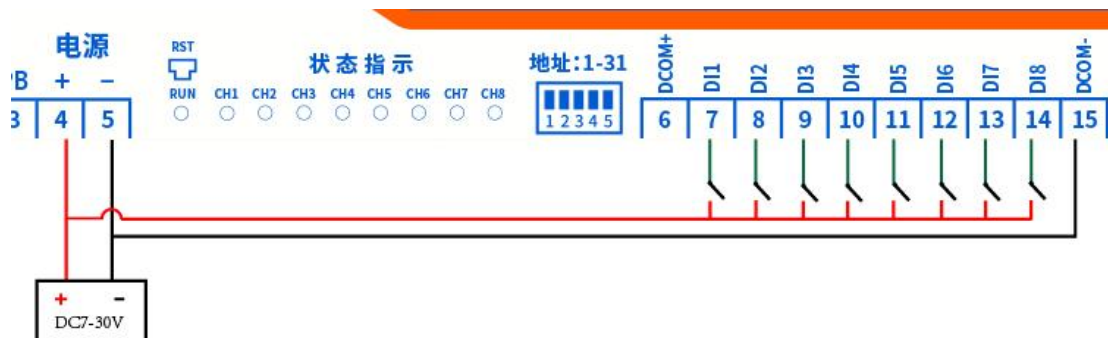 电源
+ −
RST
RUN
状态指示
CH1 CH2 CH3 CH4 CH5 CH6 CH7 CH8
地址:1-31
1 2 3 4 5
DCOM+ DI1 DI2 DI3 DI4 DI5 DI6 DI7 DI8 DCOM-
4 5
6 7 8 9 10 11 12 13 14 15
+ -
DC7-30V